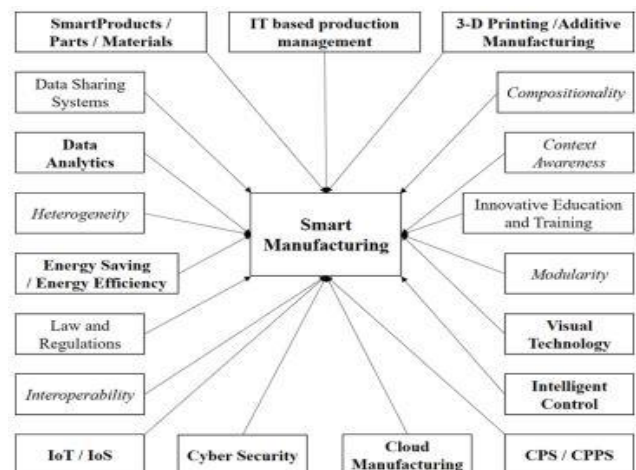 SmartProducts /
Parts / Materials
IT based production
management
3-D Printing /Additive
Manufacturing
Data Sharing
Systems
Compositionality
Data
Analytics
Context
Awareness
Heterogeneity
Innovative Education
and Training
Smart
Manufacturing
Energy Saving
/ Energy Efficiency
Modularity
Law and
Regulations
Visual
Technology
Interoperability
Intelligent
Control
IoT / IoS
Cyber Security
Cloud
Manufacturing
CPS / CPPS